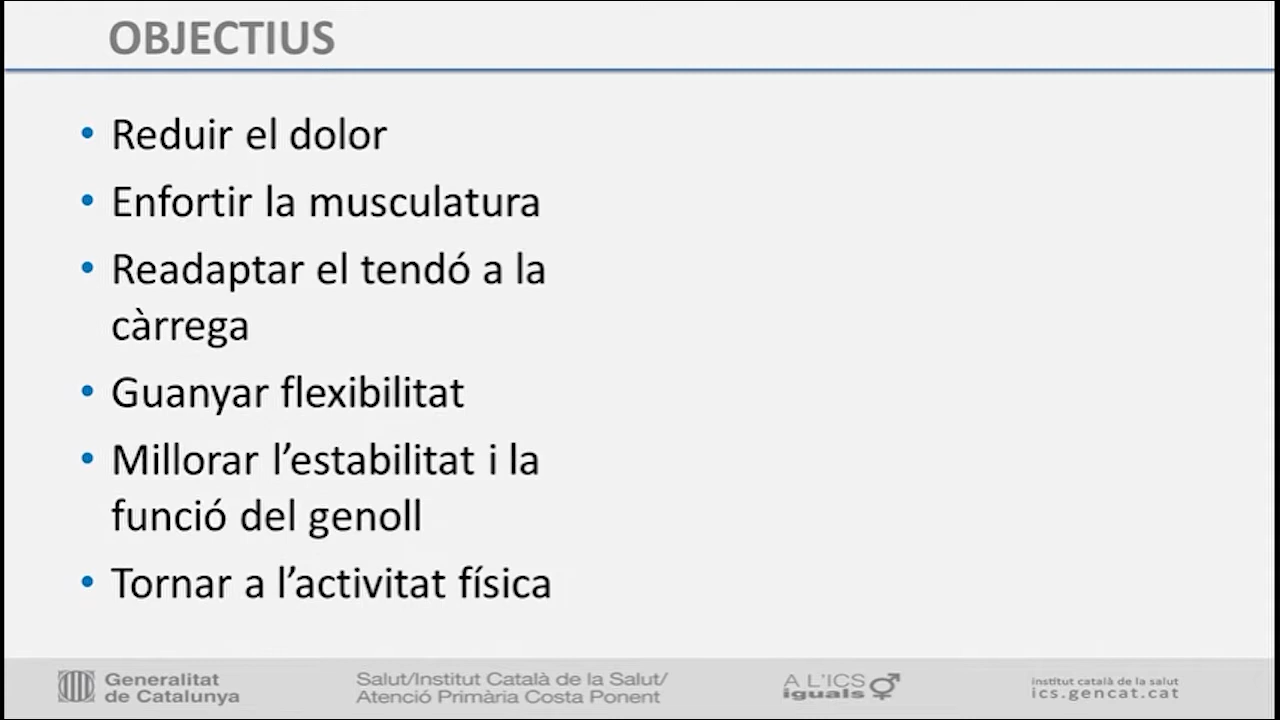 OBJECTIUS
• Reduir el dolor
• Enfortir la musculatura
• Readaptar el tendó a la
càrrega
• Guanyar flexibilitat
• Millorar l’estabilitat i la
funció del genoll
• Tornar a l’activitat física
Generalitat
de Catalunya
Salut/Institut Català de la Salut/
Atenció Primària Costa Ponent
A L'ICS
iguals
institut català de la salut
ics.gencat.cat